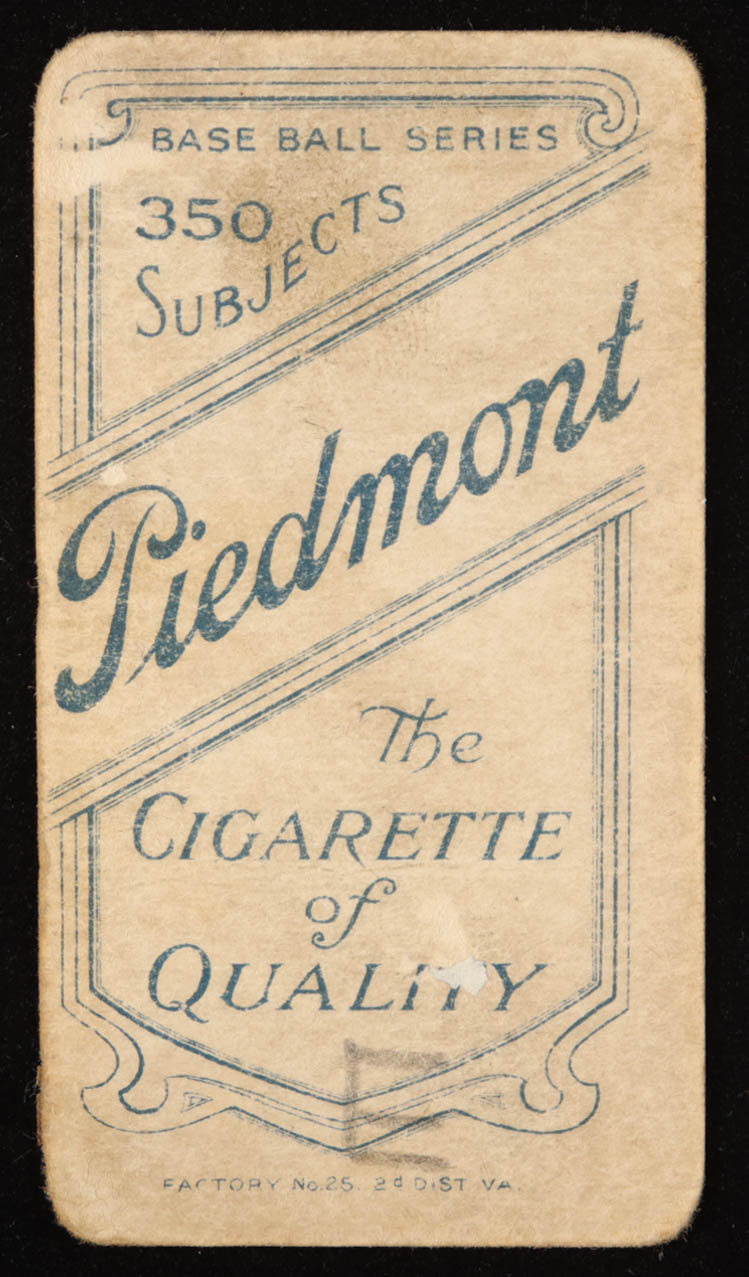 BASE BALL SERIES
350
SUBJECTS
Piedmont
The
CIGARETTE
of
QUALITY
FACTORY No. 25. 2d DIST. VA.